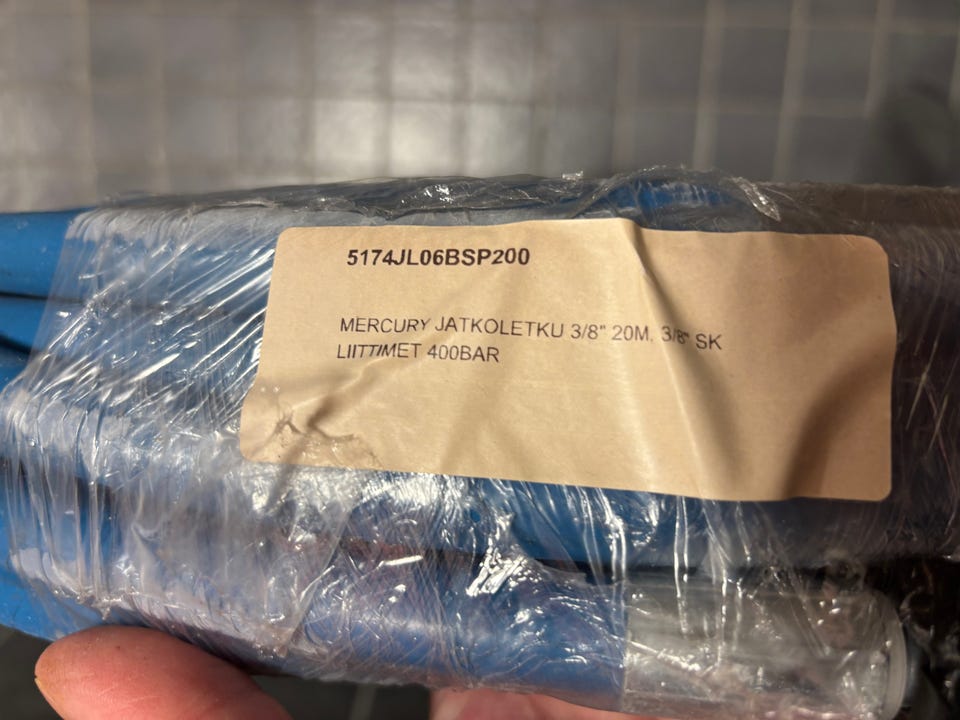 5174JL06BSP200
MERCURY JATKOLETKU 3/8" 20M, 3/8" SK
LIITTIMET 400BAR